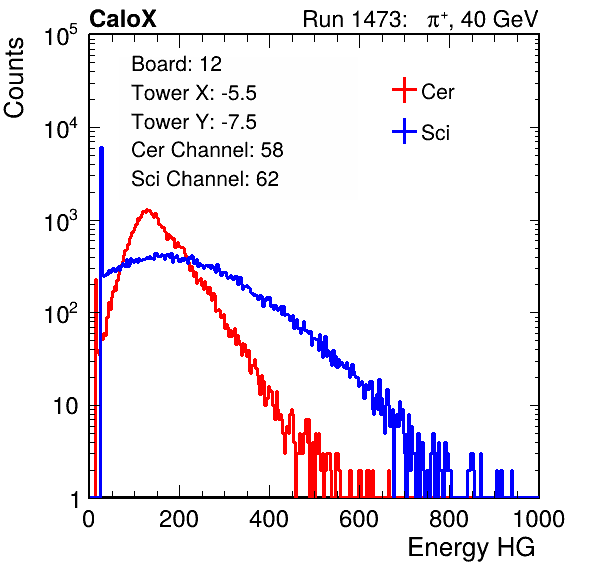 CaloX Run 1473: π⁺, 40 GeV
Counts
10⁵
10⁴
10³
10²
10
1
Board: 12
Tower X: -5.5
Tower Y: -7.5
Cer Channel: 58
Sci Channel: 62
Cer
Sci
0 200 400 600 800 1000
Energy HG